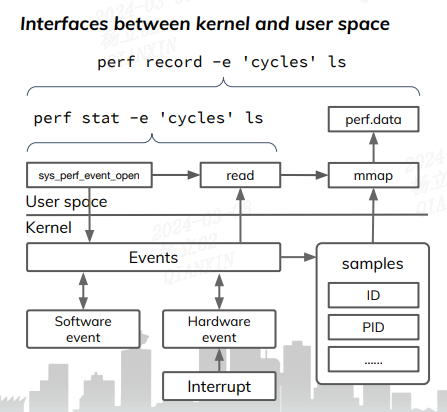 Interfaces between kernel and user space
perf record -e 'cycles' ls
perf stat -e 'cycles' ls
perf.data
sys_perf_event_open
read
mmap
User space
Kernel
Events
samples
ID
PID
......
Software
event
Hardware
event
Interrupt